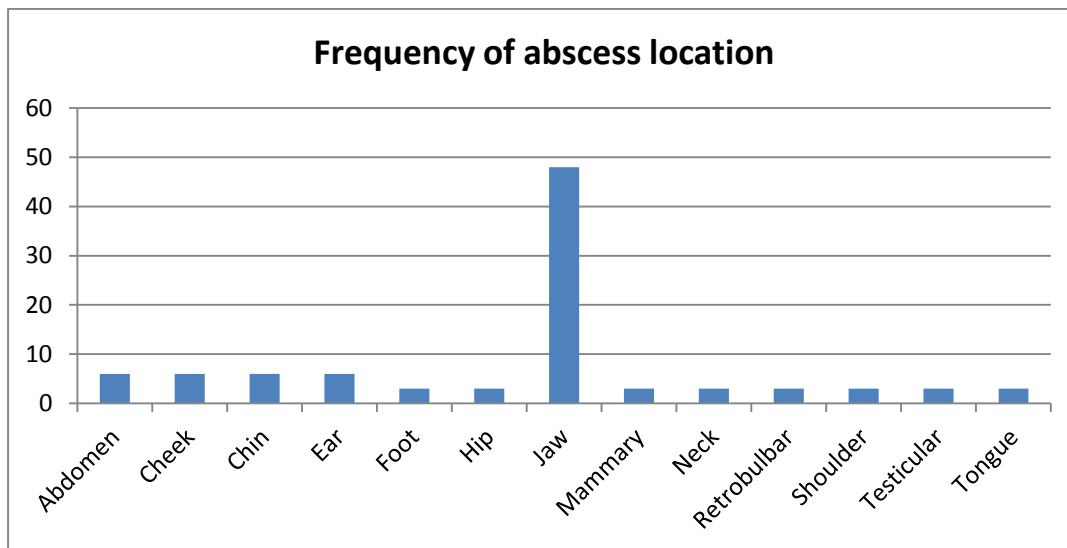 Frequency of abscess location
60
50
40
30
20
10
0
Abdomen
Cheek
Chin
Ear
Foot
Hip
Jaw
Mammary
Neck
Retrobulbar
Shoulder
Testicular
Tongue